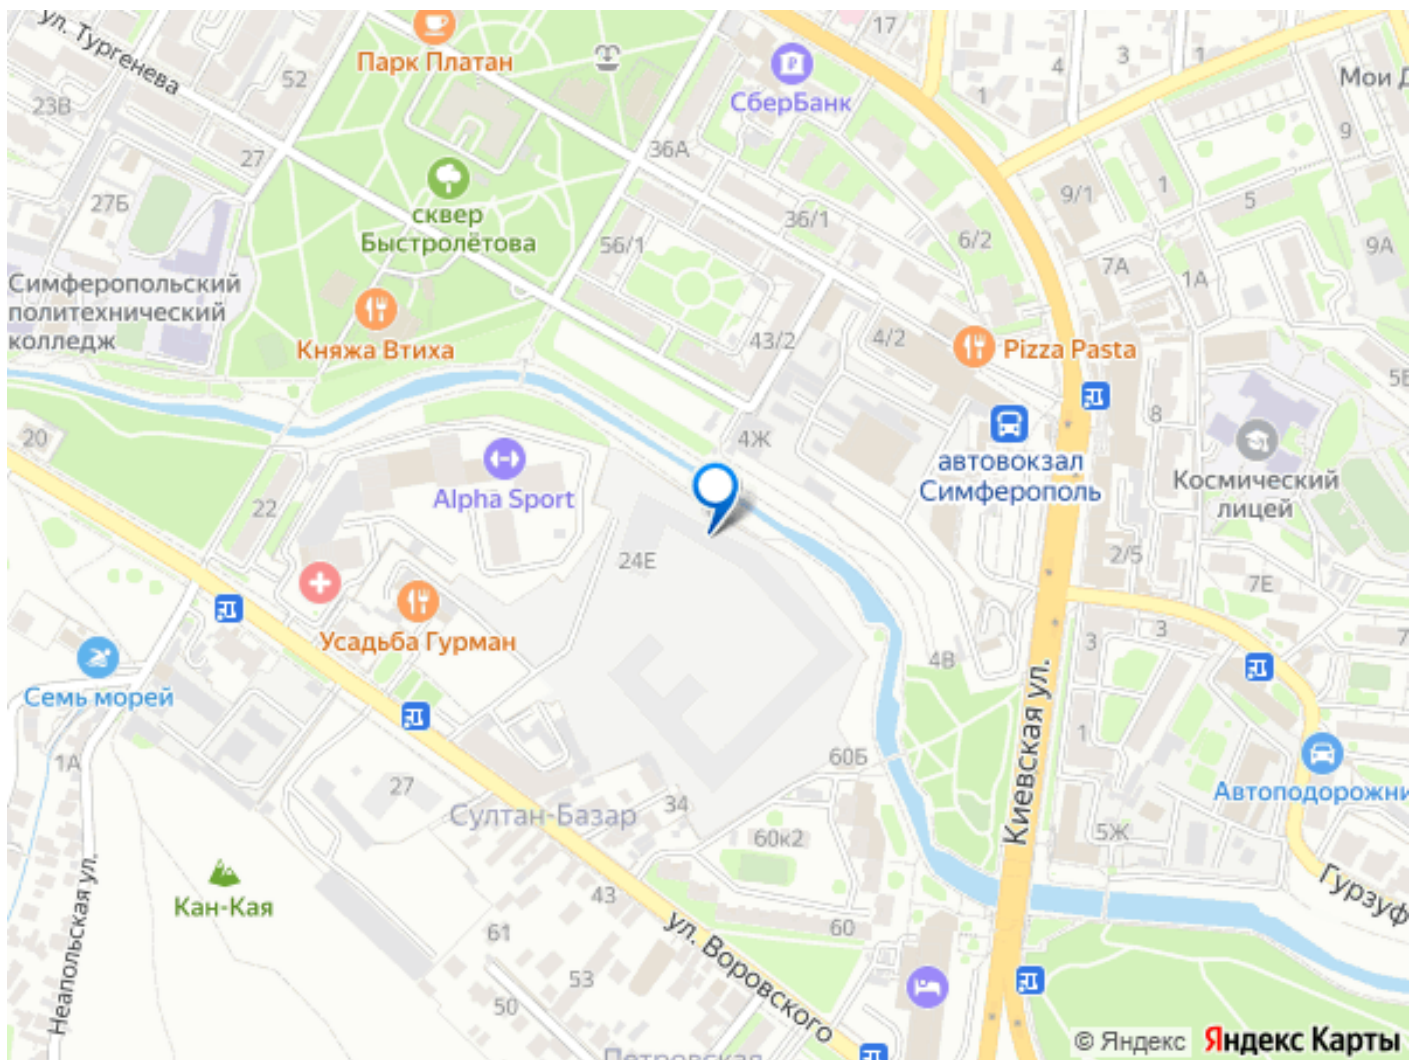 ул. Тургенева
Парк Платан
17
3
1
4
1
Мои Д
52
23В
СберБанк
9
27
36А
27Б
сквер
Быстролётова
9/1
1
5
36/1
56/1
6/2
9А
7А
1А
Симферопольский
политехнический
колледж
Княжа Втиха
43/2
4/2
Pizza Pasta
8
20
4Ж
автовокзал
Симферополь
Космический
лицей
Alpha Sport
22
24Е
2/5
7Е
Усадьба Гурман
3
3
7
4В
Семь морей
Киевская ул.
1
1А
60Б
27
34
Султан-Базар
60к2
5Ж
Автоподорожни
Гурзуф
Кан-Кая
43
Неапольская ул.
61
60
ул. Воровского
53
50
Петровская
© Яндекс
Яндекс Карты